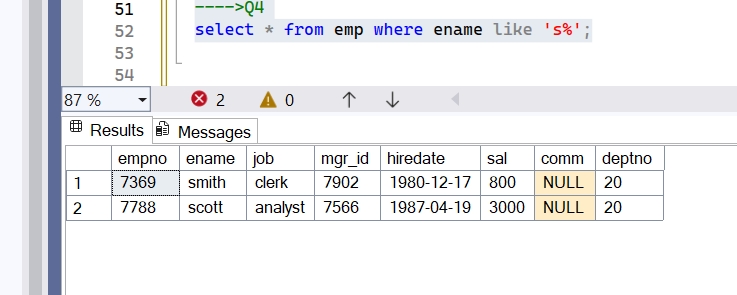 51 ---->Q4
52 select * from emp where ename like 's%';
53
54
87 % 2 0
Results Messages
empno ename job mgr_id hiredate sal comm deptno
1 7369 smith clerk 7902 1980-12-17 800 NULL 20
2 7788 scott analyst 7566 1987-04-19 3000 NULL 20